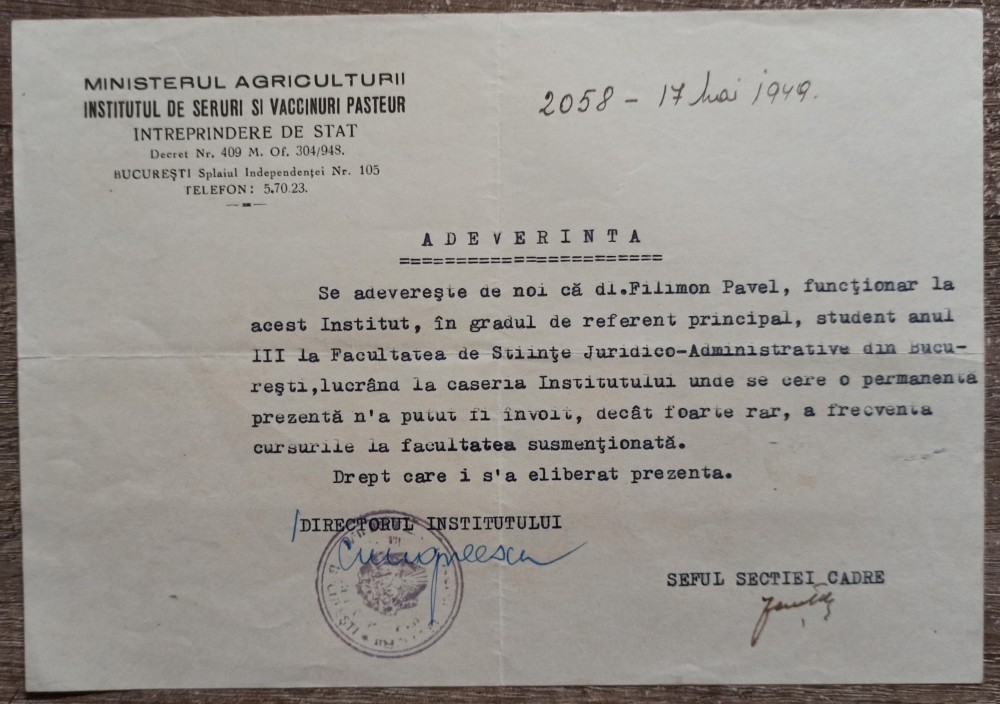 MINISTERUL AGRICULTURII
INSTITUTUL DE SERURI SI VACCINURI PASTEUR
INTREPRINDERE DE STAT
Decret Nr. 409 M. Of. 304/948.
BUCUREŞTI Splaiul Independenţei Nr. 105
TELEFON: 5.70.23.
2058 - 17 Mai 1949.
ADEVERINTA
======================
Se adevereşte de noi că dl.Filimon Pavel, funcţionar la
acest Institut, în gradul de referent principal, student anul
III la Facultatea de Stiinţe Juridico-Administrative din Bucu-
reşti,lucrând la caseria Institutului unde se cere o permanentă
prezentă n'a putut fi învoit, decât foarte rar, a frecventa
cursurile la facultatea susmenţionată.
Drept care i s'a eliberat prezenta.
/DIRECTORUL INSTITUTULUI
SEFUL SECTIEI CADRE